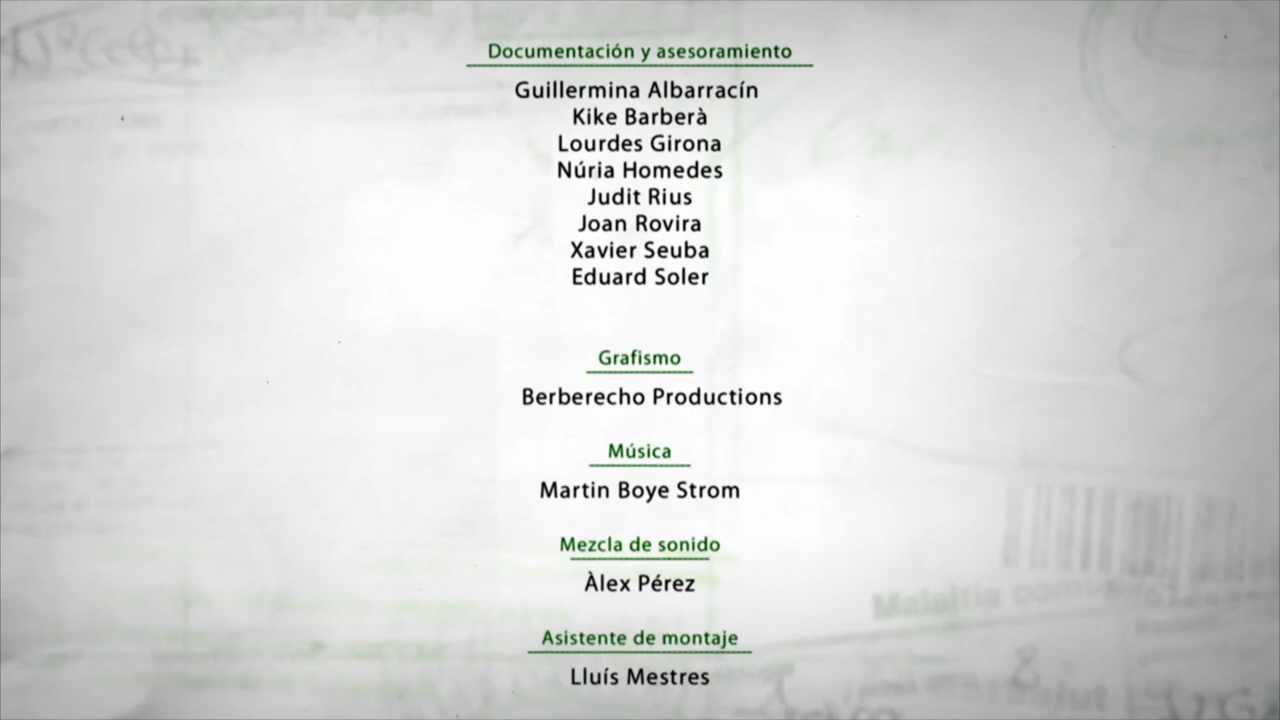 Documentación y asesoramiento
Guillermina Albarracín
Kike Barberà
Lourdes Girona
Núria Homedes
Judit Rius
Joan Rovira
Xavier Seuba
Eduard Soler
Grafismo
Berberecho Productions
Música
Martin Boye Strom
Mezcla de sonido
Àlex Pérez
Asistente de montaje
Lluís Mestres
Malaltia